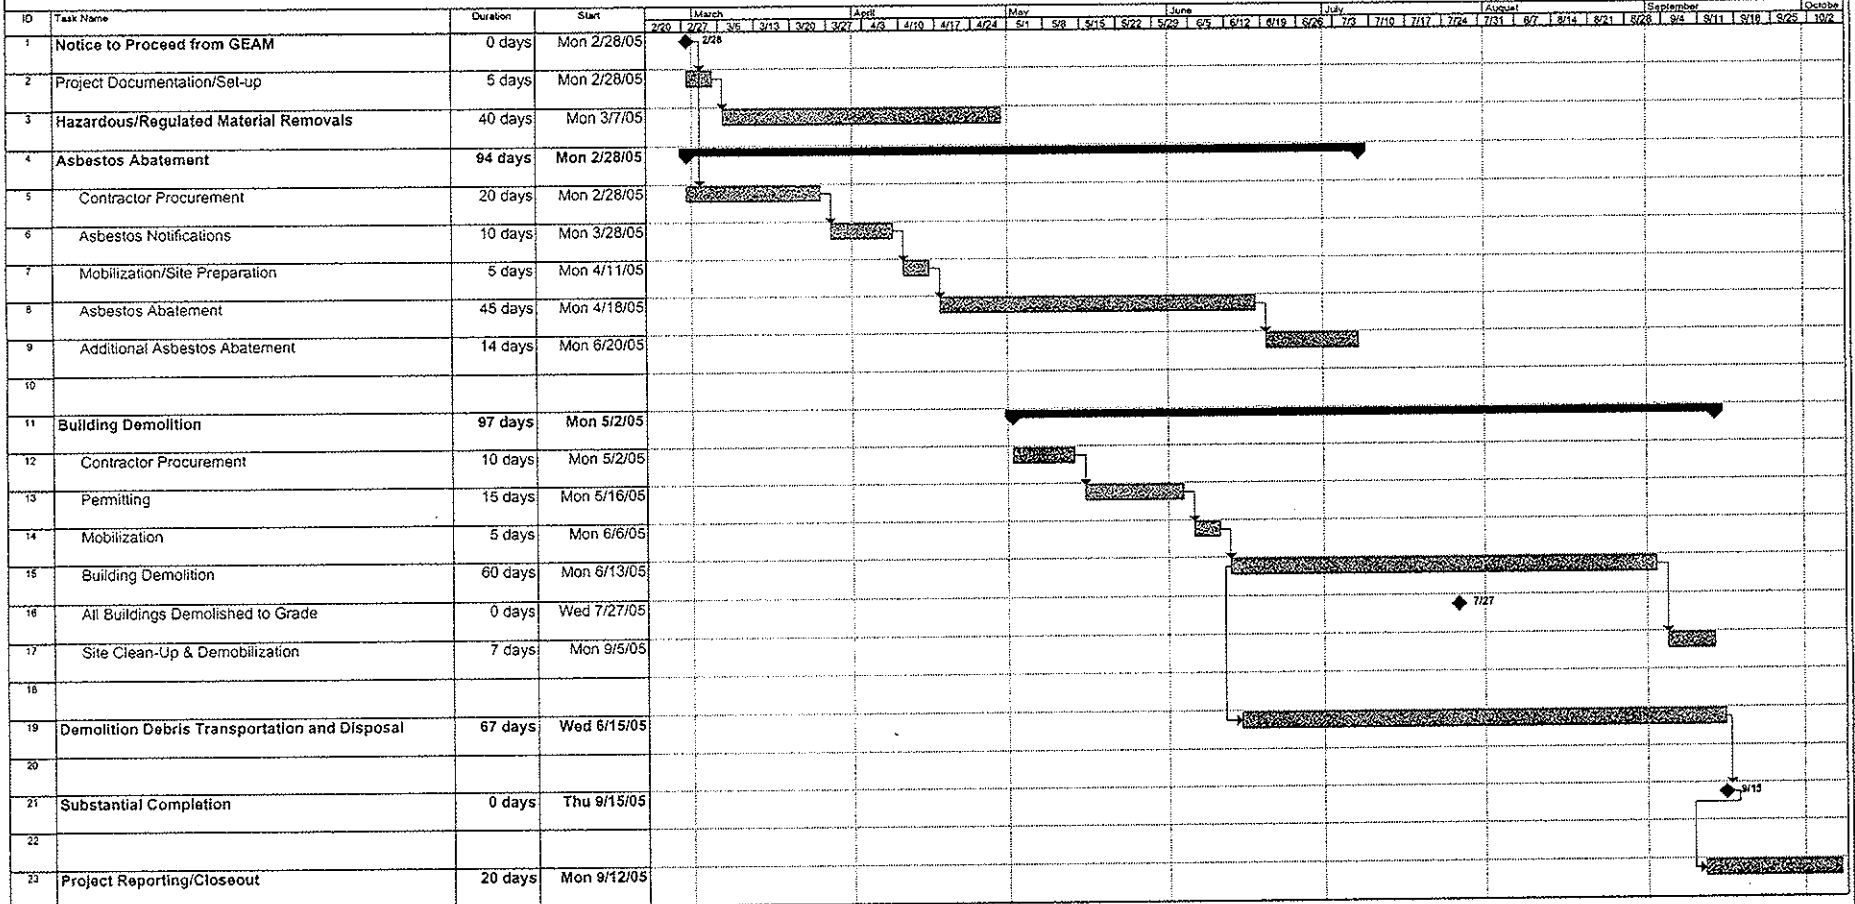 ID Task Name Duration Start March April May June July August September Octobe
2/20 2/27 3/6 3/13 3/20 3/27 4/3 4/10 4/17 4/24 5/1 5/8 5/15 5/22 5/29 6/5 6/12 6/19 6/26 7/3 7/10 7/17 7/24 7/31 8/7 8/14 8/21 8/28 9/4 9/11 9/18 9/25 10/2
1 Notice to Proceed from GEAM 0 days Mon 2/28/05 2/28
2 Project Documentation/Set-up 5 days Mon 2/28/05
3 Hazardous/Regulated Material Removals 40 days Mon 3/7/05
4 Asbestos Abatement 94 days Mon 2/28/05
5 Contractor Procurement 20 days Mon 2/28/05
6 Asbestos Notifications 10 days Mon 3/28/05
7 Mobilization/Site Preparation 5 days Mon 4/11/05
8 Asbestos Abatement 45 days Mon 4/18/05
9 Additional Asbestos Abatement 14 days Mon 6/20/05
10
11 Building Demolition 97 days Mon 5/2/05
12 Contractor Procurement 10 days Mon 5/2/05
13 Permitting 15 days Mon 5/16/05
14 Mobilization 5 days Mon 6/6/05
15 Building Demolition 60 days Mon 6/13/05
16 All Buildings Demolished to Grade 0 days Wed 7/27/05 7/27
17 Site Clean-Up & Demobilization 7 days Mon 9/5/05
18
19 Demolition Debris Transportation and Disposal 67 days Wed 6/15/05
20
21 Substantial Completion 0 days Thu 9/15/05 9/15
22
23 Project Reporting/Closeout 20 days Mon 9/12/05